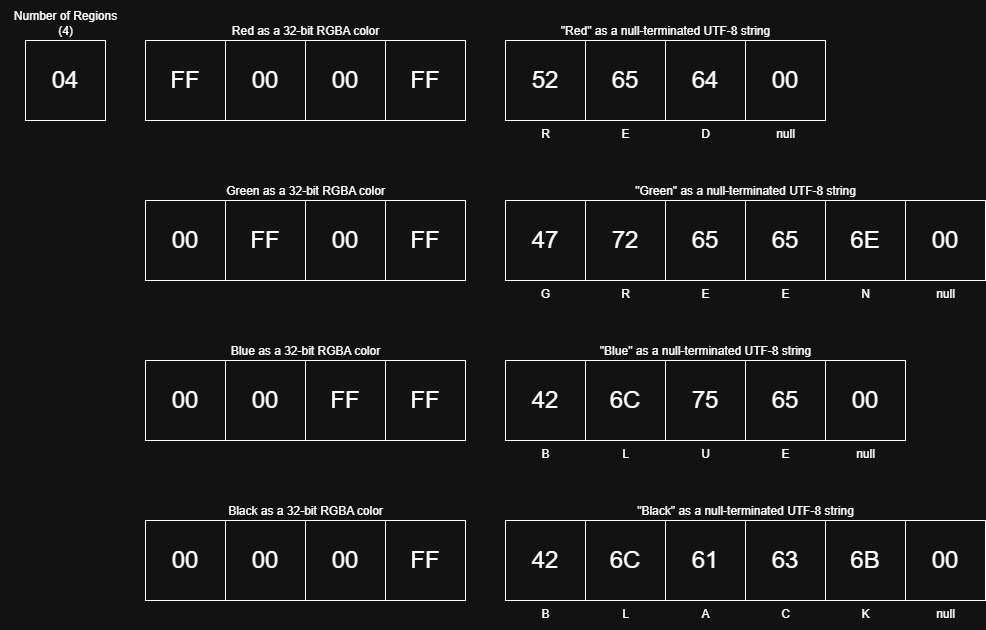 Number of Regions
(4)
04
Red as a 32-bit RGBA color
FF 00 00 FF
"Red" as a null-terminated UTF-8 string
52 65 64 00
R E D null
Green as a 32-bit RGBA color
00 FF 00 FF
"Green" as a null-terminated UTF-8 string
47 72 65 65 6E 00
G R E E N null
Blue as a 32-bit RGBA color
00 00 FF FF
"Blue" as a null-terminated UTF-8 string
42 6C 75 65 00
B L U E null
Black as a 32-bit RGBA color
00 00 00 FF
"Black" as a null-terminated UTF-8 string
42 6C 61 63 6B 00
B L A C K null